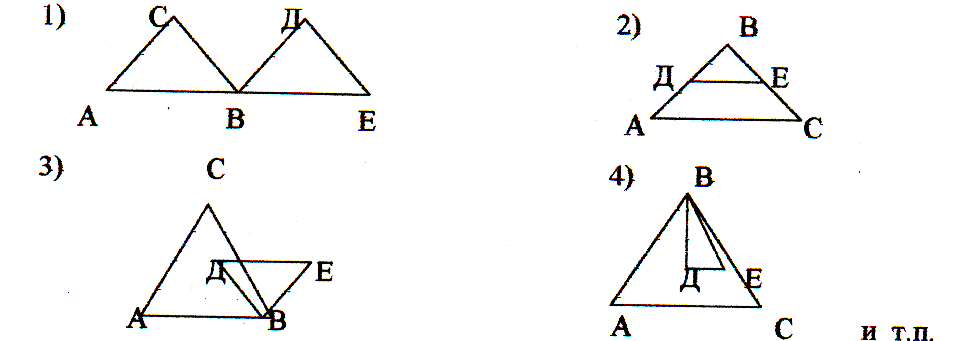 1) С Д 2) В
Д Е
А В Е А С
3) С 4) В
Д Е Д Е
А В
А С и т.п.